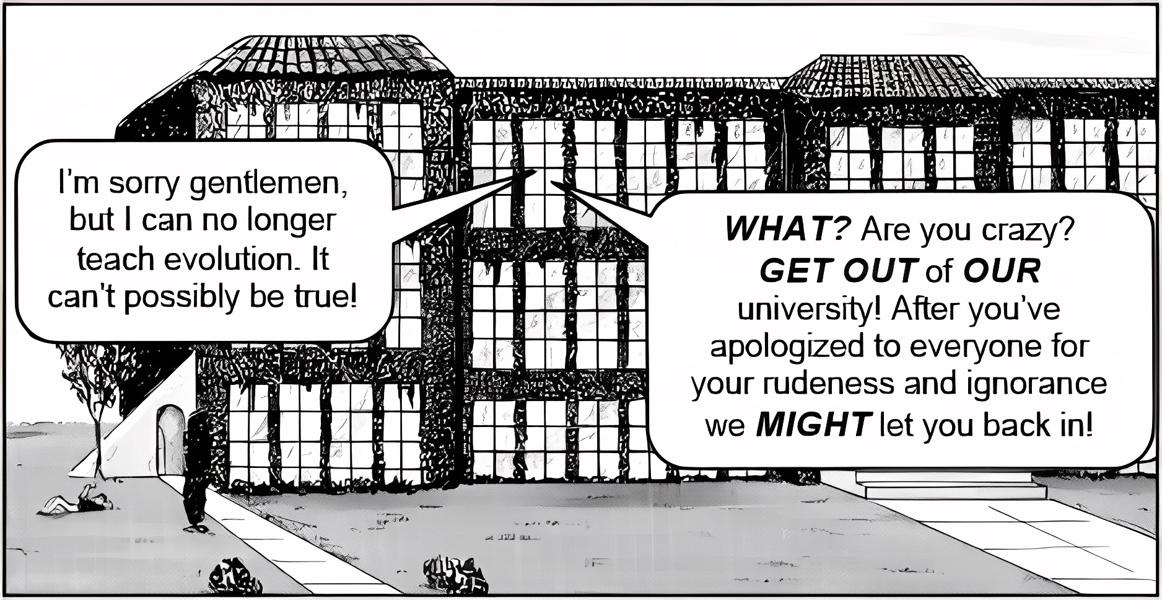 I'm sorry gentlemen,
but I can no longer
teach evolution. It
can't possibly be true!
WHAT? Are you crazy?
GET OUT of OUR
university! After you've
apologized to everyone for
your rudeness and ignorance
we MIGHT let you back in!